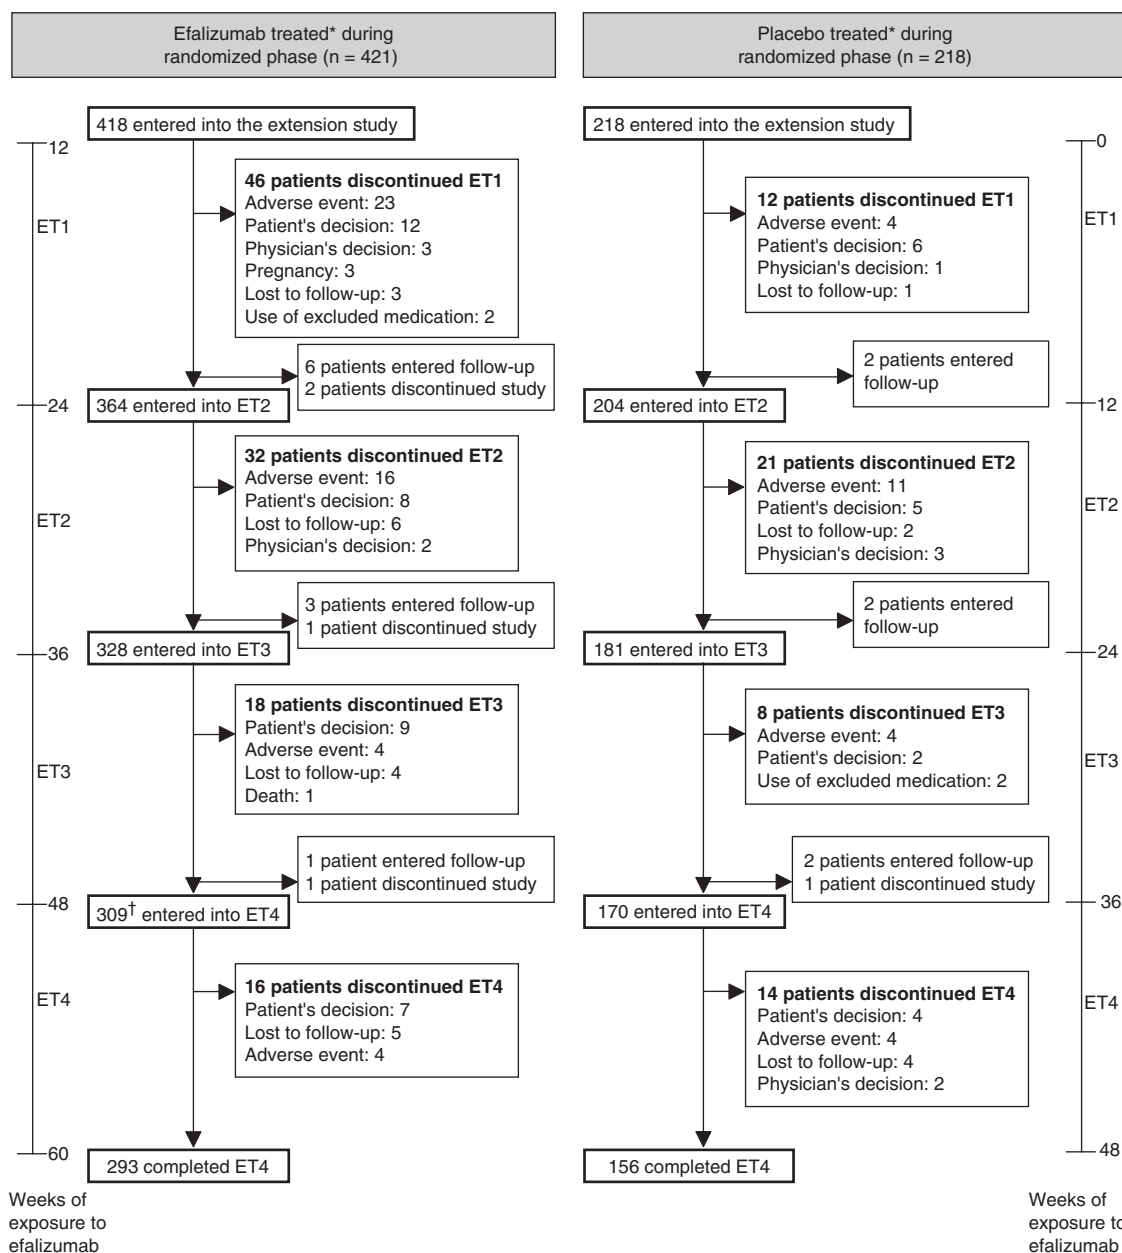 Efalizumab treated* during
randomized phase (n = 421)
418 entered into the extension study
12
ET1
46 patients discontinued ET1
Adverse event: 23
Patient's decision: 12
Physician's decision: 3
Pregnancy: 3
Lost to follow-up: 3
Use of excluded medication: 2
6 patients entered follow-up
2 patients discontinued study
24
364 entered into ET2
ET2
32 patients discontinued ET2
Adverse event: 16
Patient's decision: 8
Lost to follow-up: 6
Physician's decision: 2
3 patients entered follow-up
1 patient discontinued study
36
328 entered into ET3
ET3
18 patients discontinued ET3
Patient's decision: 9
Adverse event: 4
Lost to follow-up: 4
Death: 1
1 patient entered follow-up
1 patient discontinued study
48
309† entered into ET4
ET4
16 patients discontinued ET4
Patient's decision: 7
Lost to follow-up: 5
Adverse event: 4
60
293 completed ET4
Weeks of
exposure to
efalizumab
Placebo treated* during
randomized phase (n = 218)
218 entered into the extension study
0
ET1
12 patients discontinued ET1
Adverse event: 4
Patient's decision: 6
Physician's decision: 1
Lost to follow-up: 1
2 patients entered
follow-up
204 entered into ET2
12
21 patients discontinued ET2
Adverse event: 11
Patient's decision: 5
Lost to follow-up: 2
Physician's decision: 3
ET2
2 patients entered
follow-up
181 entered into ET3
24
8 patients discontinued ET3
Adverse event: 4
Patient's decision: 2
Use of excluded medication: 2
ET3
2 patients entered follow-up
1 patient discontinued study
170 entered into ET4
36
14 patients discontinued ET4
Patient's decision: 4
Adverse event: 4
Lost to follow-up: 4
Physician's decision: 2
ET4
156 completed ET4
48
Weeks of
exposure to
efalizumab